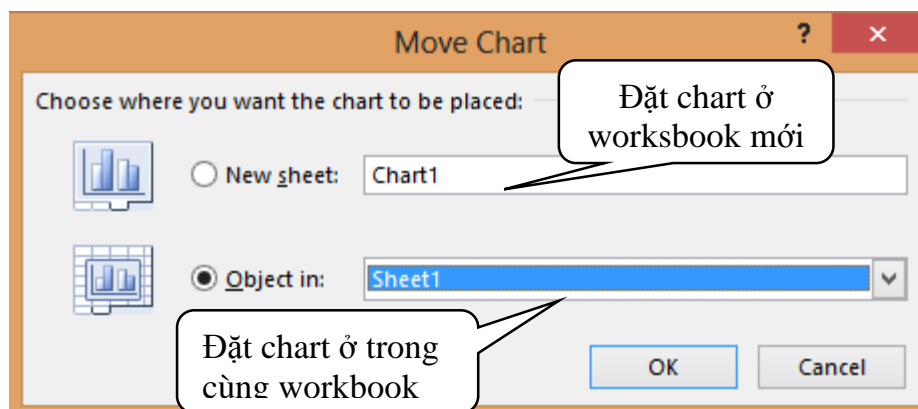 Move Chart
?
×
Choose where you want the chart to be placed:
Đặt chart ở
worksbook mới
New sheet:
Chart1
Object in:
Sheet1
Đặt chart ở trong
cùng workbook
OK
Cancel